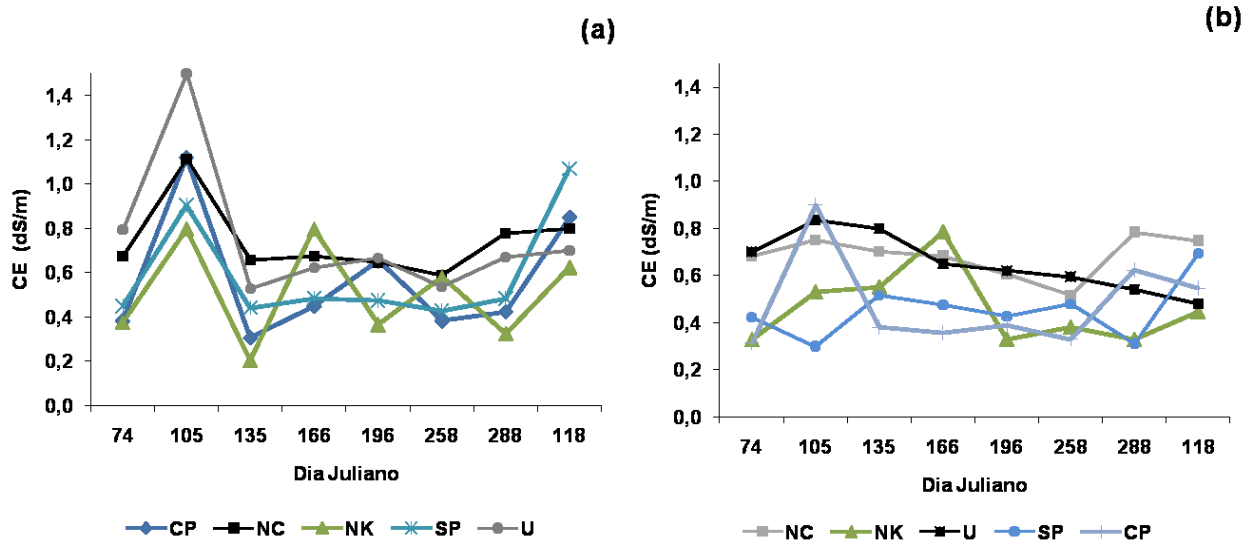 (a)
CE (dS/m)
1,4
1,2
1,0
0,8
0,6
0,4
0,2
0,0
74 105 135 166 196 258 288 118
Dia Juliano
CP NC NK SP U
(b)
CE (dS/m)
1,4
1,2
1,0
0,8
0,6
0,4
0,2
0,0
74 105 135 166 196 258 288 118
Dia Juliano
NC NK U SP CP